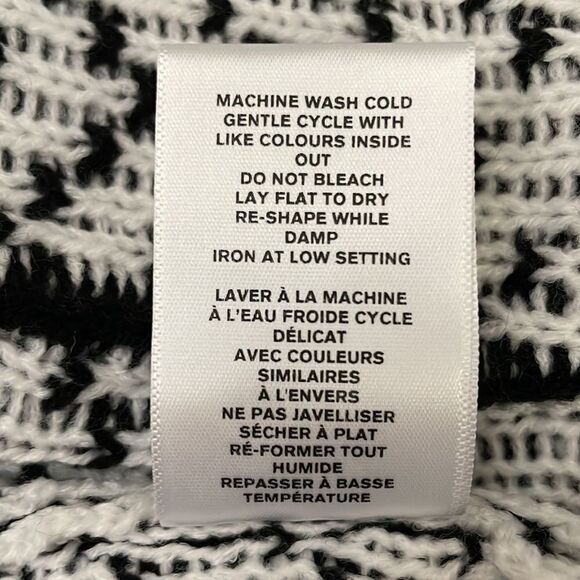 MACHINE WASH COLD
GENTLE CYCLE WITH
LIKE COLOURS INSIDE
OUT
DO NOT BLEACH
LAY FLAT TO DRY
RE-SHAPE WHILE
DAMP
IRON AT LOW SETTING
LAVER À LA MACHINE
À L'EAU FROIDE CYCLE
DÉLICAT
AVEC COULEURS
SIMILAIRES
À L'ENVERS
NE PAS JAVELLISER
SÉCHER À PLAT
RÉ-FORMER TOUT
HUMIDE
REPASSER À BASSE
TEMPÉRATURE